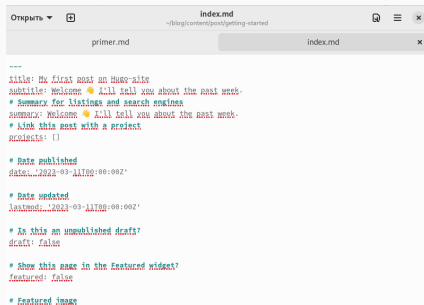 Открыть
index.md
~/blog/content/post/getting-started
primer.md
index.md
---
title: My first post on Hugo-site
subtitle: Welcome 👋 I'll tell you about the past week.
# Summary for listings and search engines
summary: Welcome 👋 I'll tell you about the past week.
# Link this post with a project
projects: []
# Date published
date: '2023-03-11T00:00:00Z'
# Date updated
lastmod: '2023-03-11T00:00:00Z'
# Is this an unpublished draft?
draft: false
# Show this page in the Featured widget?
featured: false
# Featured image